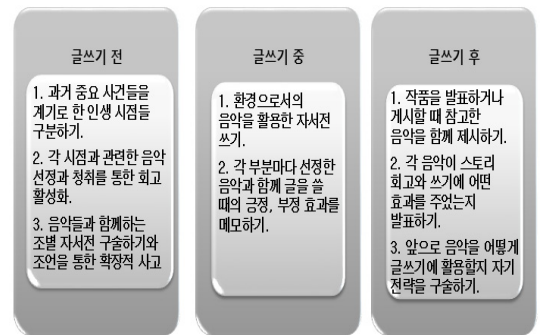 글쓰기 전
1. 과거 중요 사건들을
계기로 한 인생 시점들
구분하기.
2. 각 시점과 관련한 음악
선정과 청취를 통한 회고
활성화.
3. 음악들과 함께하는
조별 자서전 구술하기와
조언을 통한 확장적 사고
글쓰기 중
1. 환경으로서의
음악을 활용한 자서전
쓰기.
2. 각 부분마다 선정한
음악과 함께 글을 쓸
때의 긍정, 부정 효과를
메모하기.
글쓰기 후
1. 작품을 발표하거나
게시할 때 참고한
음악을 함께 제시하기.
2. 각 음악이 스토리
회고와 쓰기에 어떤
효과를 주었는지
발표하기.
3. 앞으로 음악을 어떻게
글쓰기에 활용할지 자기
전략을 구술하기.